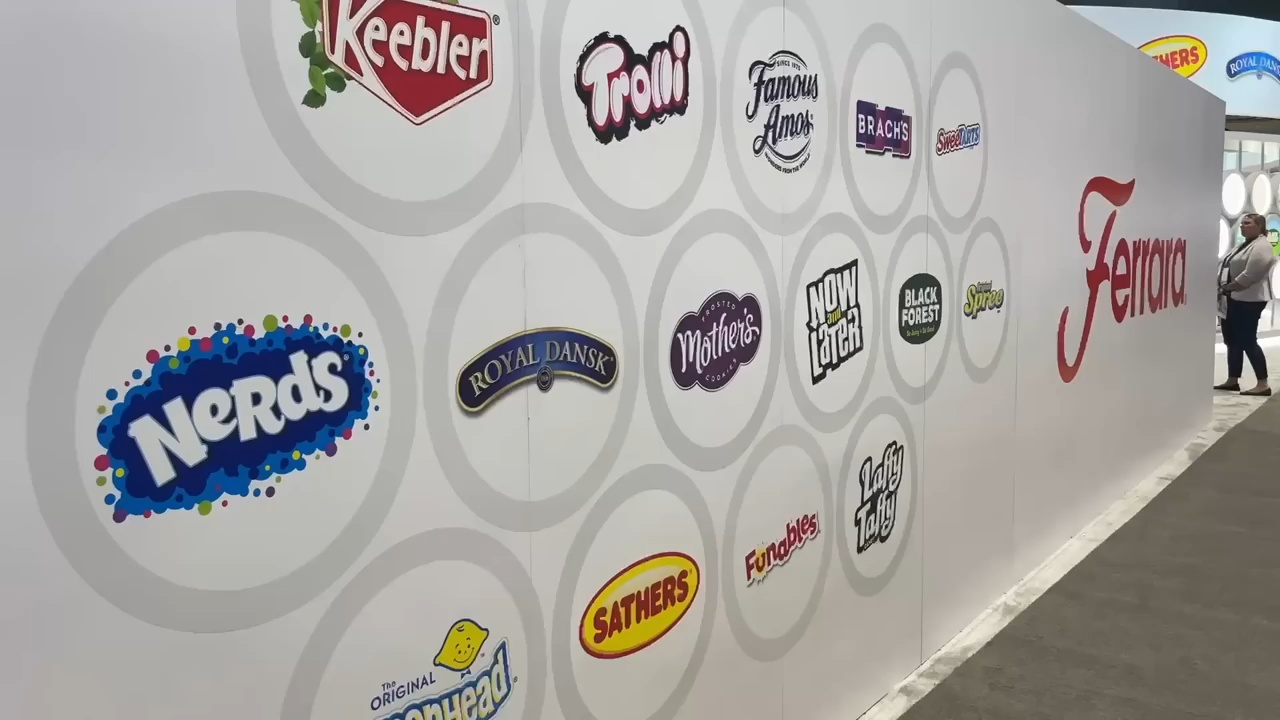 Keebler
Trolli
SINCE 1975
Famous
Amos
BRACH'S
SweeTARTS
SATHERS
ROYAL DANSK
NeRds
ROYAL DANSK
FROSTED
Mother's
COOKIES
NOW
and
LATER
BLACK
FOREST
Spree
Ferrara
The
ORIGINAL
SATHERS
Funables
Laffy
Taffy